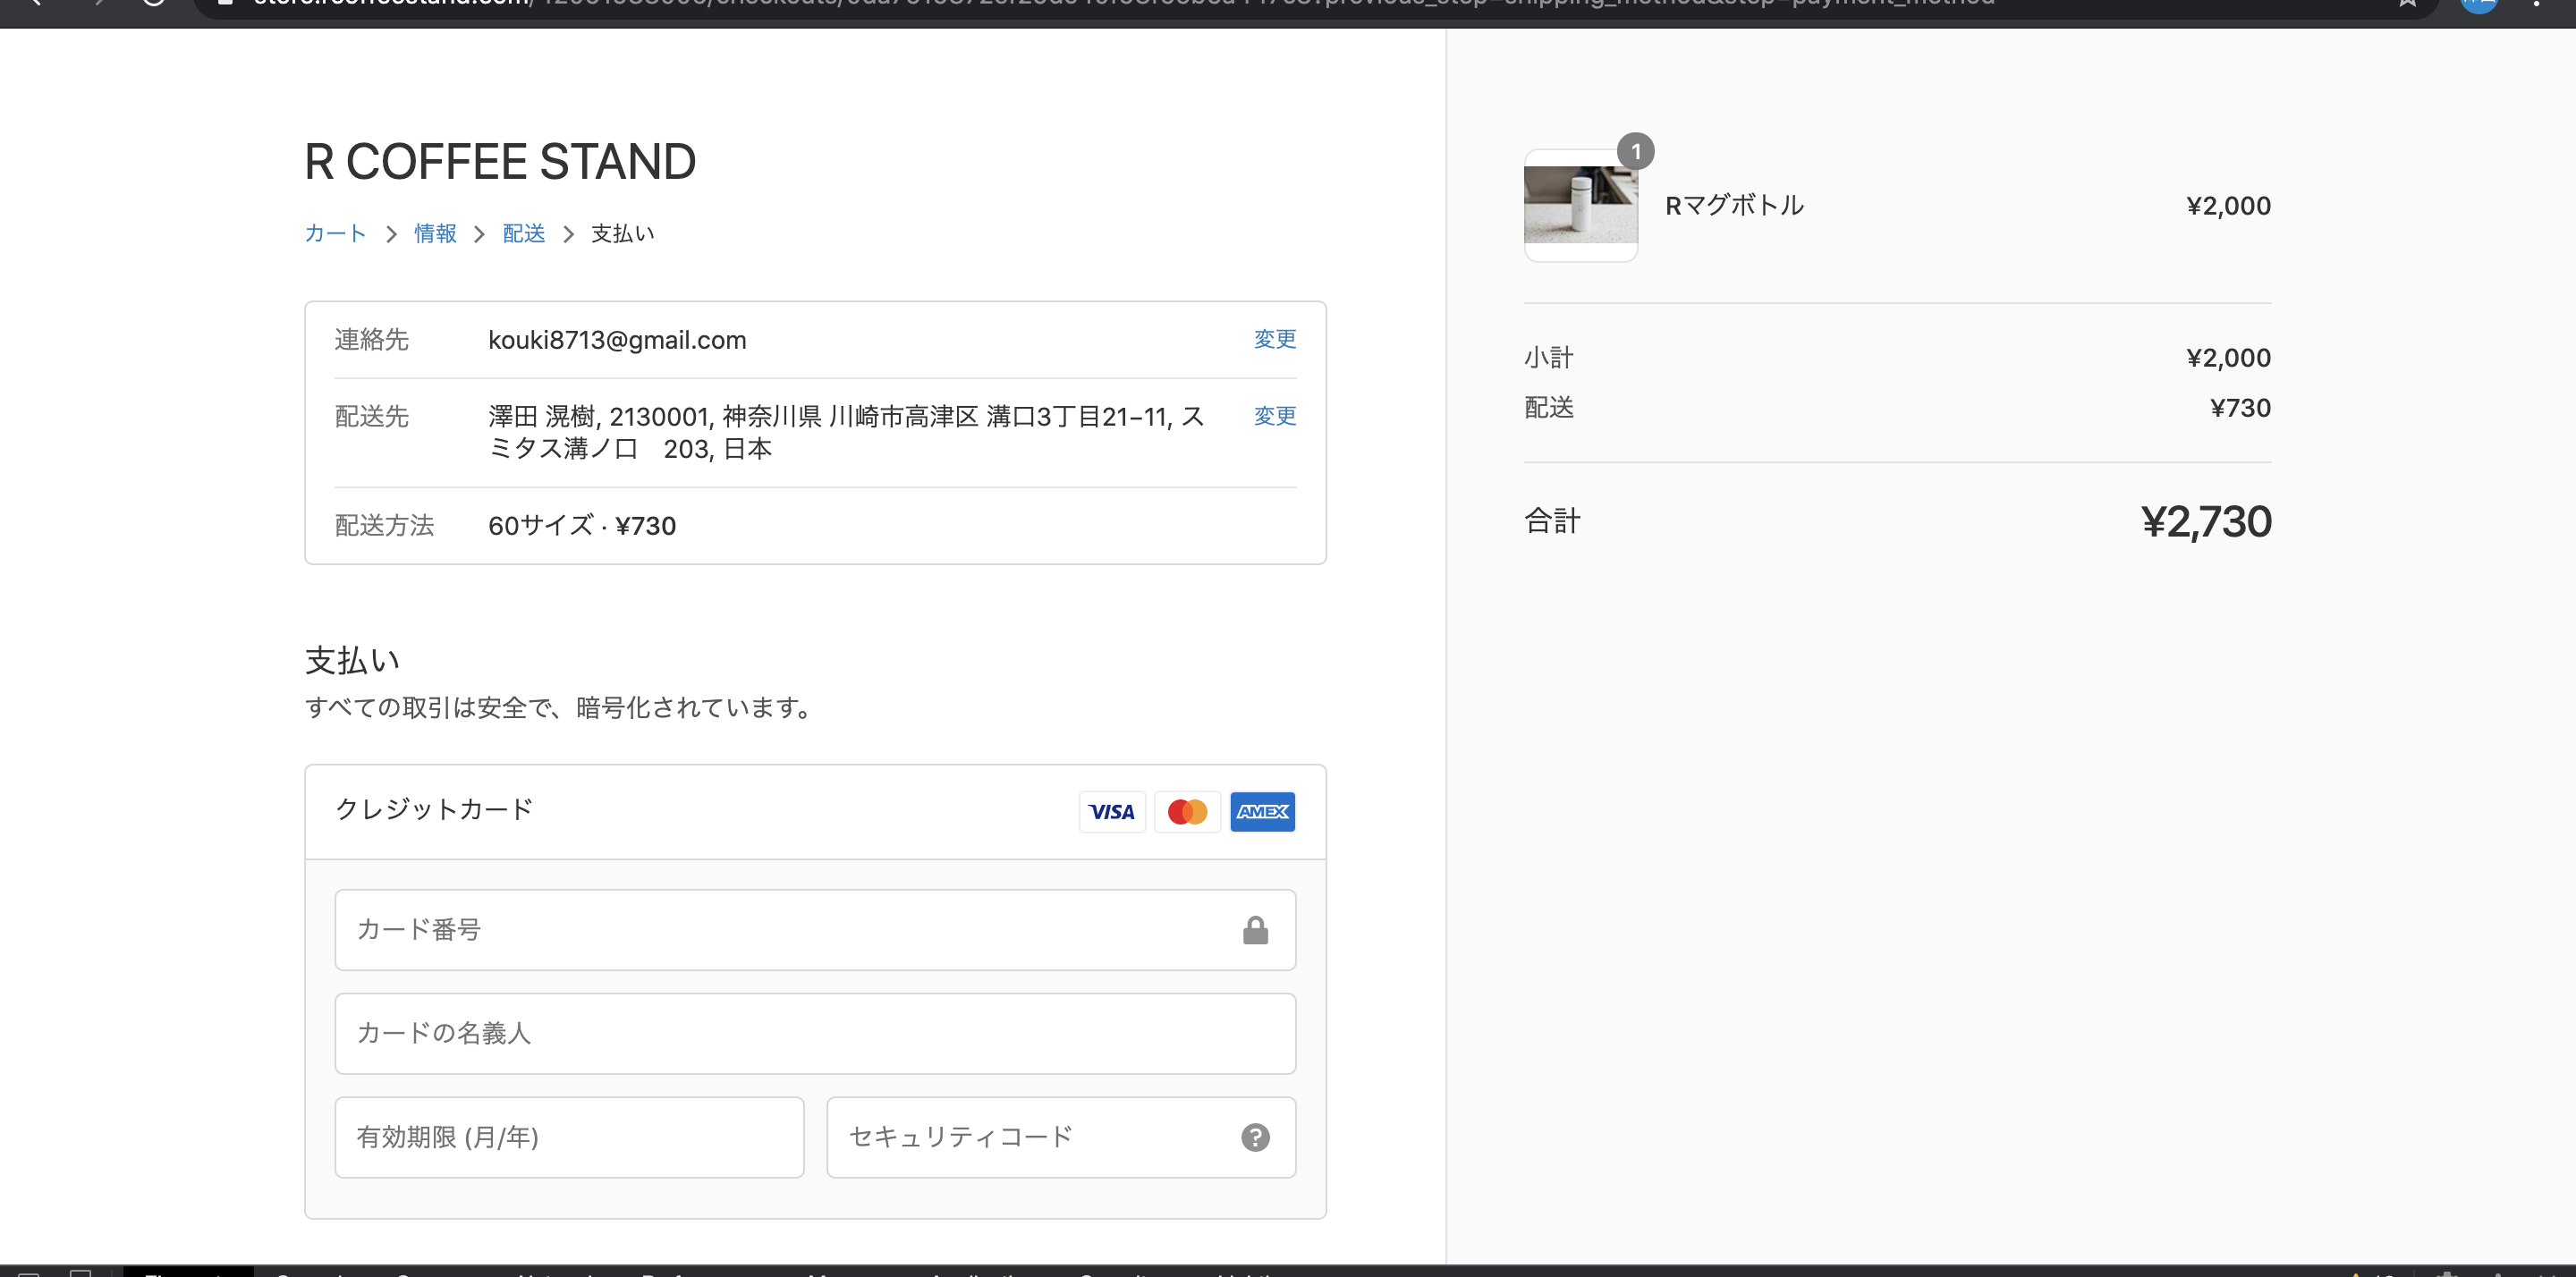 R COFFEE STAND
カート > 情報 > 配送 > 支払い
連絡先 kouki8713@gmail.com 変更
配送先 澤田 滉樹, 2130001, 神奈川県 川崎市高津区 溝口3丁目21−11, ス 変更
ミタス溝ノ口　203, 日本
配送方法 60サイズ · ¥730
支払い
すべての取引は安全で、暗号化されています。
クレジットカード VISA AMEX
カード番号
カードの名義人
有効期限 (月/年) セキュリティコード ?
1
Rマグボトル ¥2,000
小計 ¥2,000
配送 ¥730
合計 ¥2,730